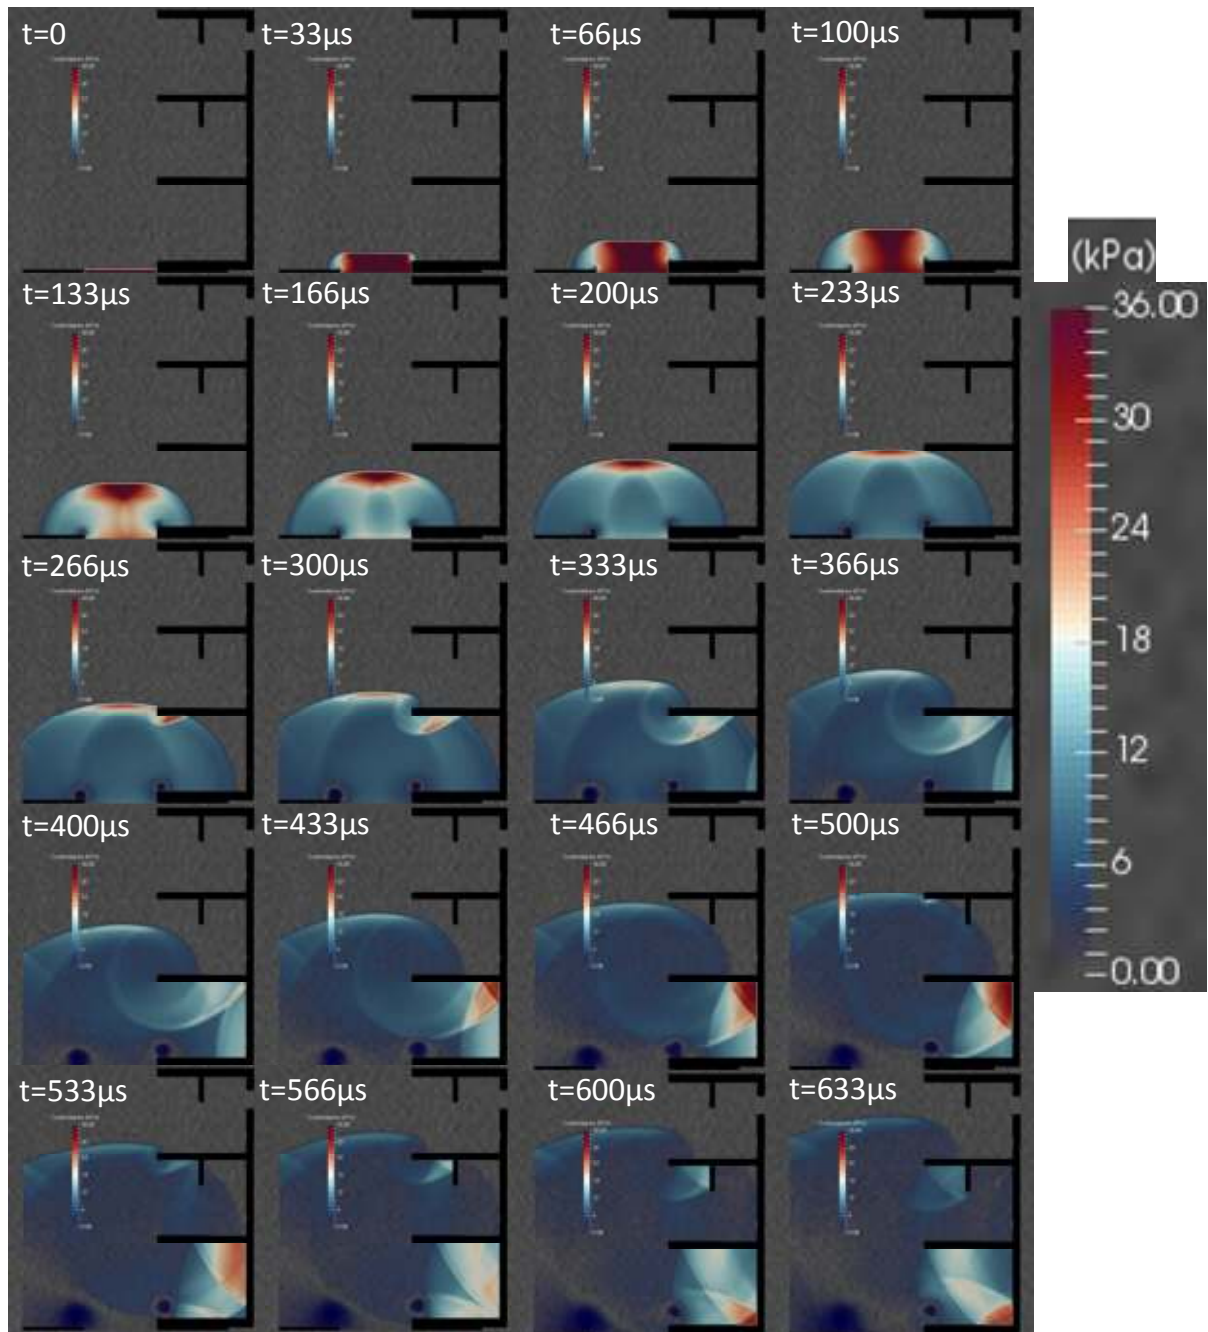 t=0 t=33µs t=66µs t=100µs
(kPa)
t=133µs t=166µs t=200µs t=233µs
36.00
30
24
t=266µs t=300µs t=333µs t=366µs
18
12
t=400µs t=433µs t=466µs t=500µs
6
0.00
t=533µs t=566µs t=600µs t=633µs